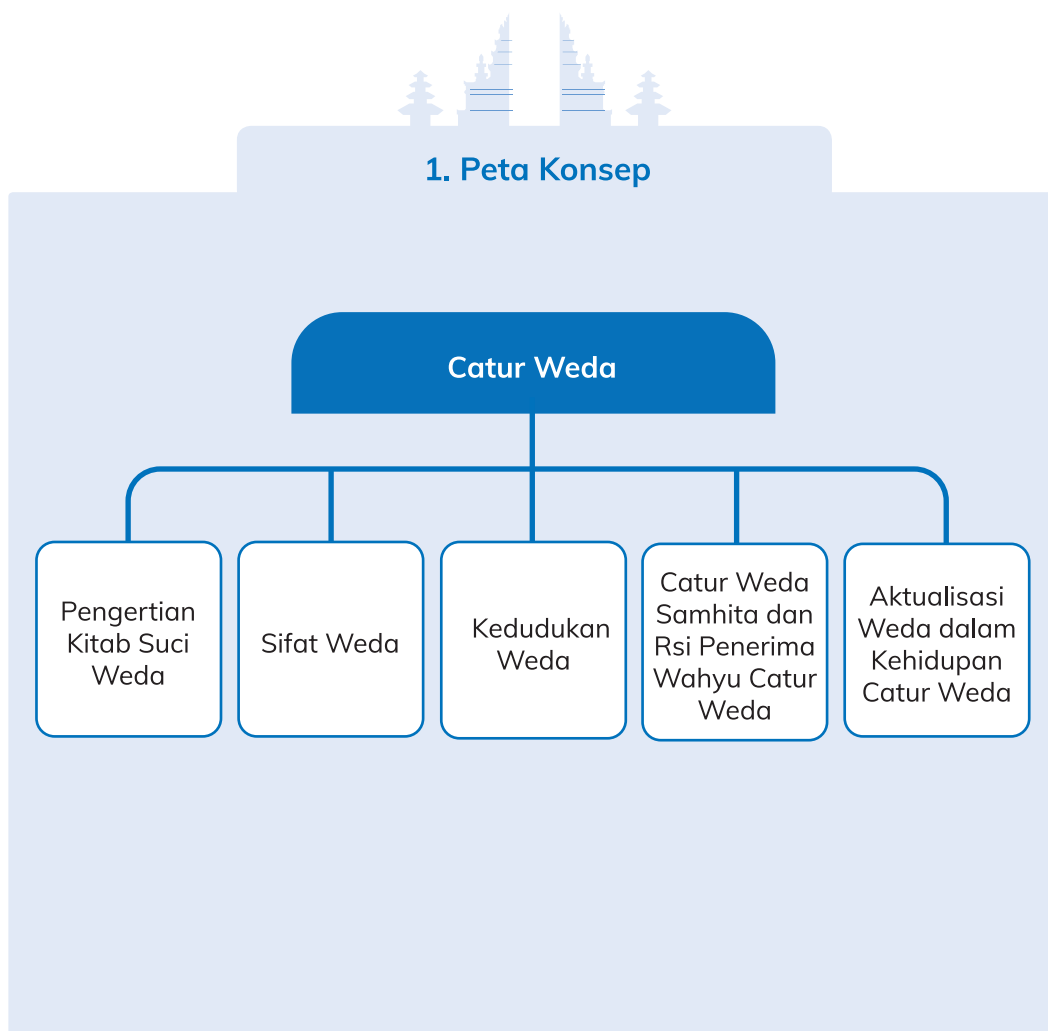 1. Peta Konsep
Catur Weda
Pengertian
Kitab Suci
Weda
Sifat Weda
Kedudukan
Weda
Catur Weda
Samhita dan
Rsi Penerima
Wahyu Catur
Weda
Aktualisasi
Weda dalam
Kehidupan
Catur Weda